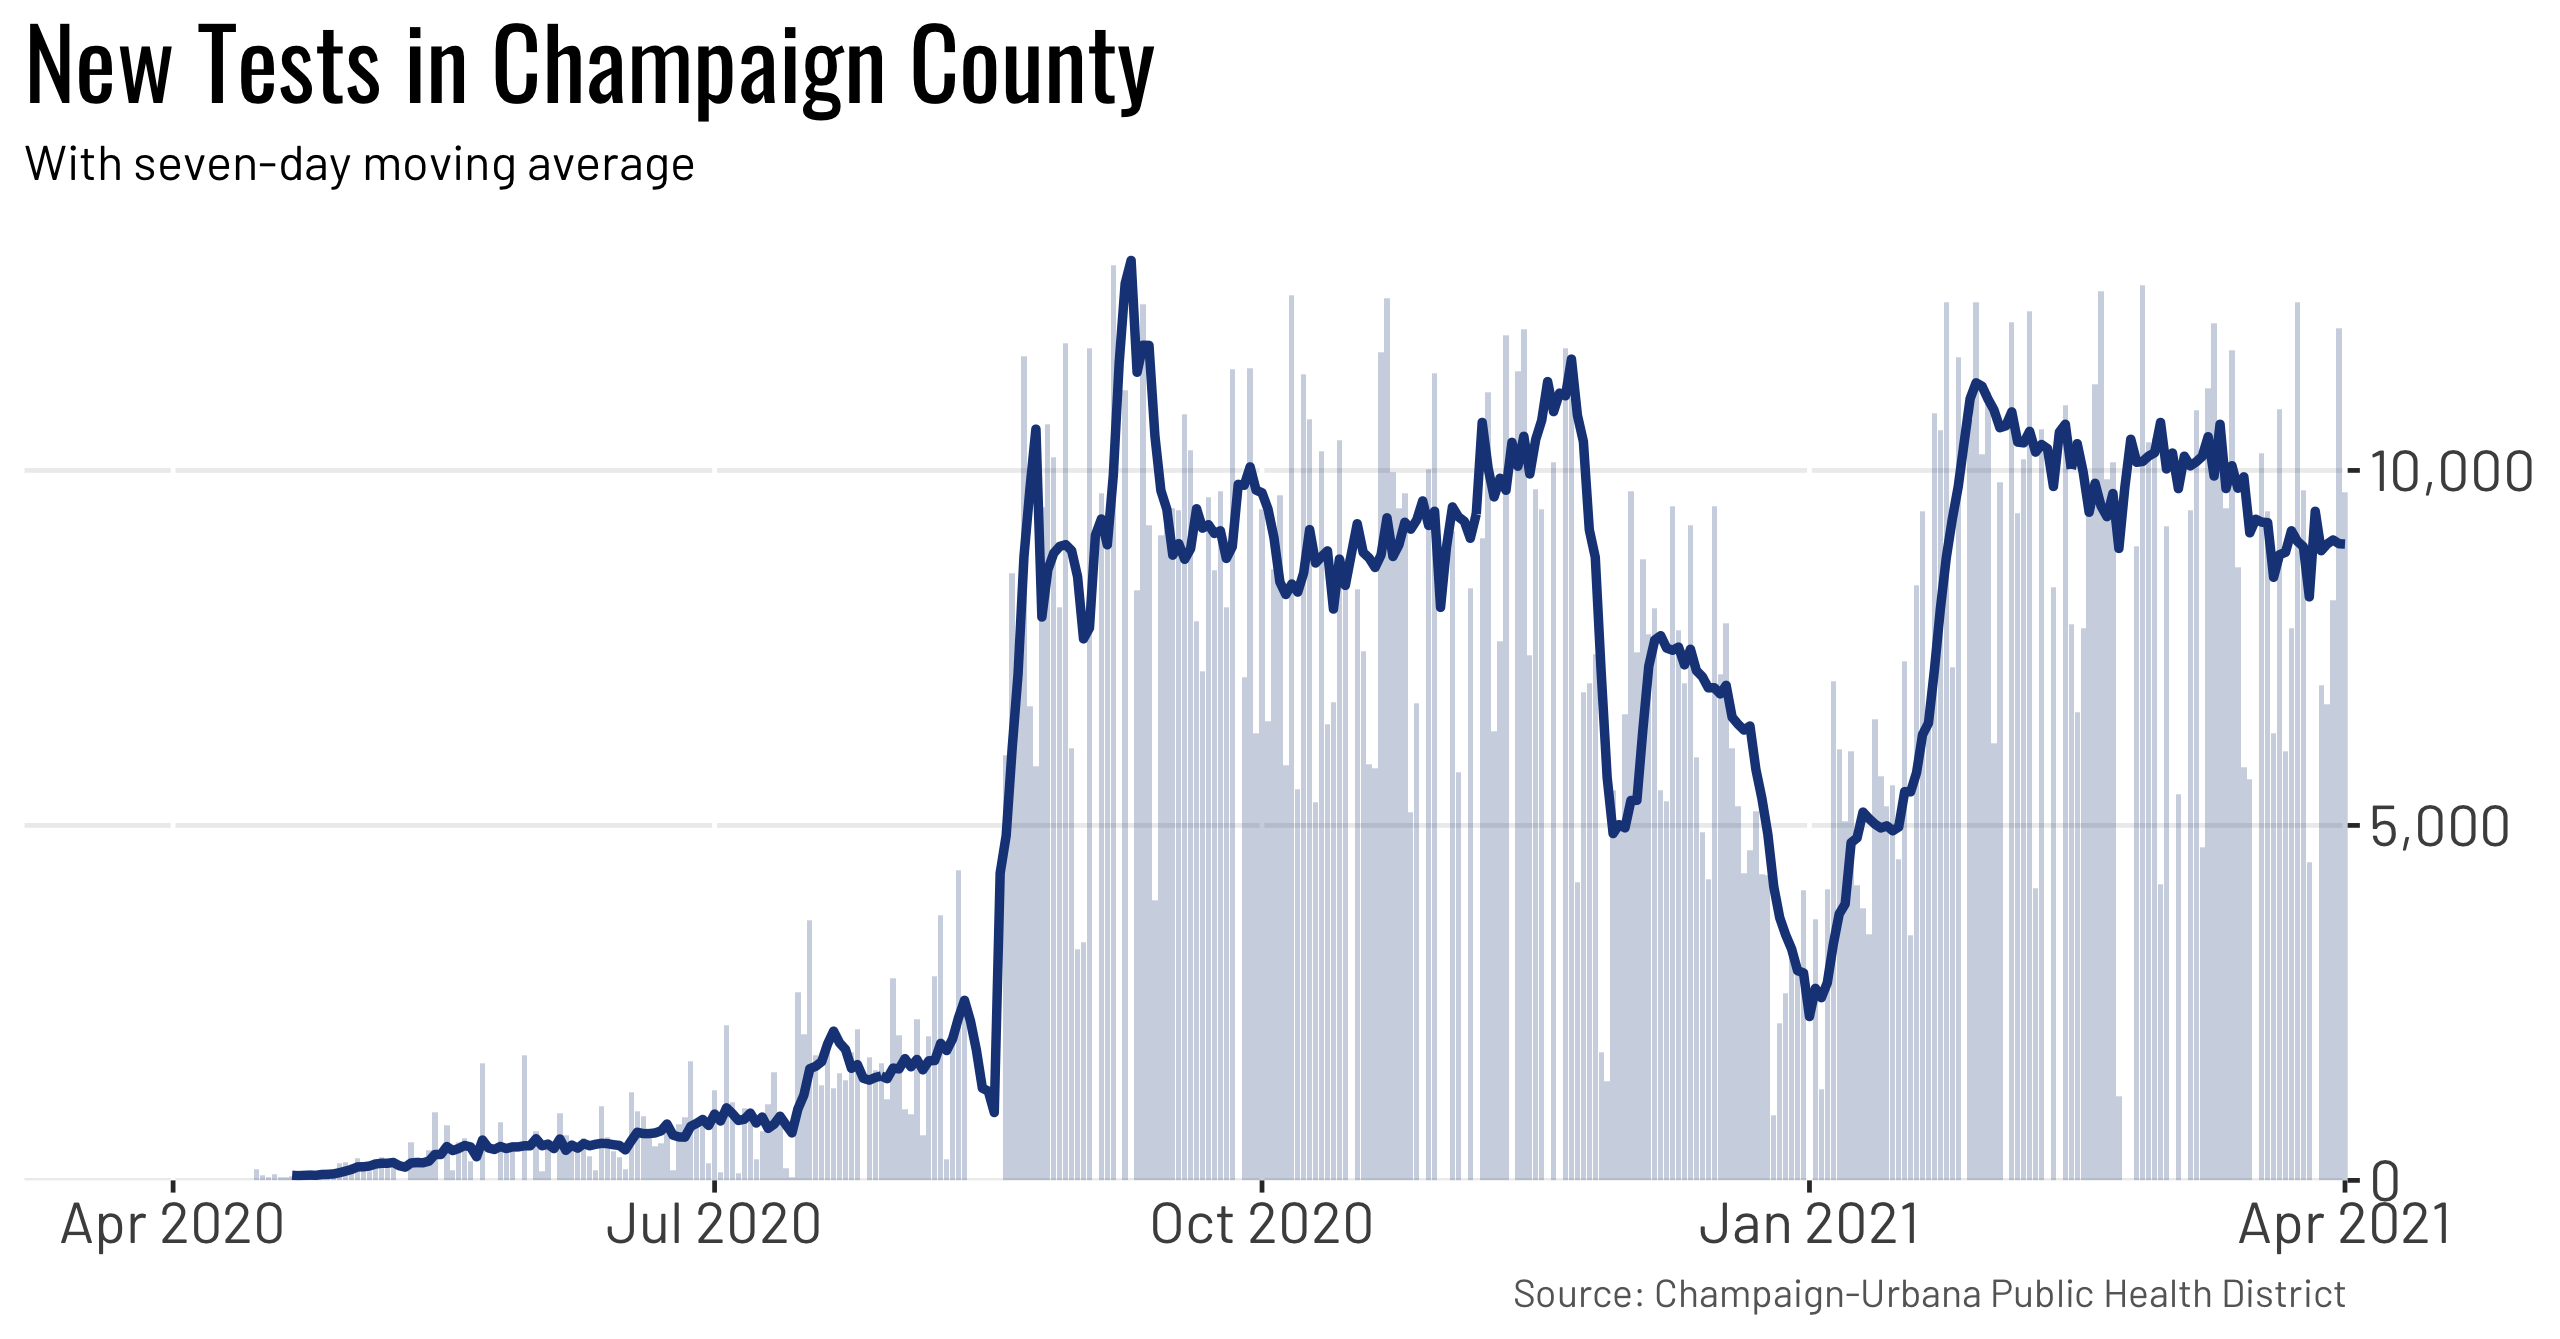 New Tests in Champaign County
With seven-day moving average
10,000
5,000
0
Apr 2020 Jul 2020 Oct 2020 Jan 2021 Apr 2021
Source: Champaign-Urbana Public Health District